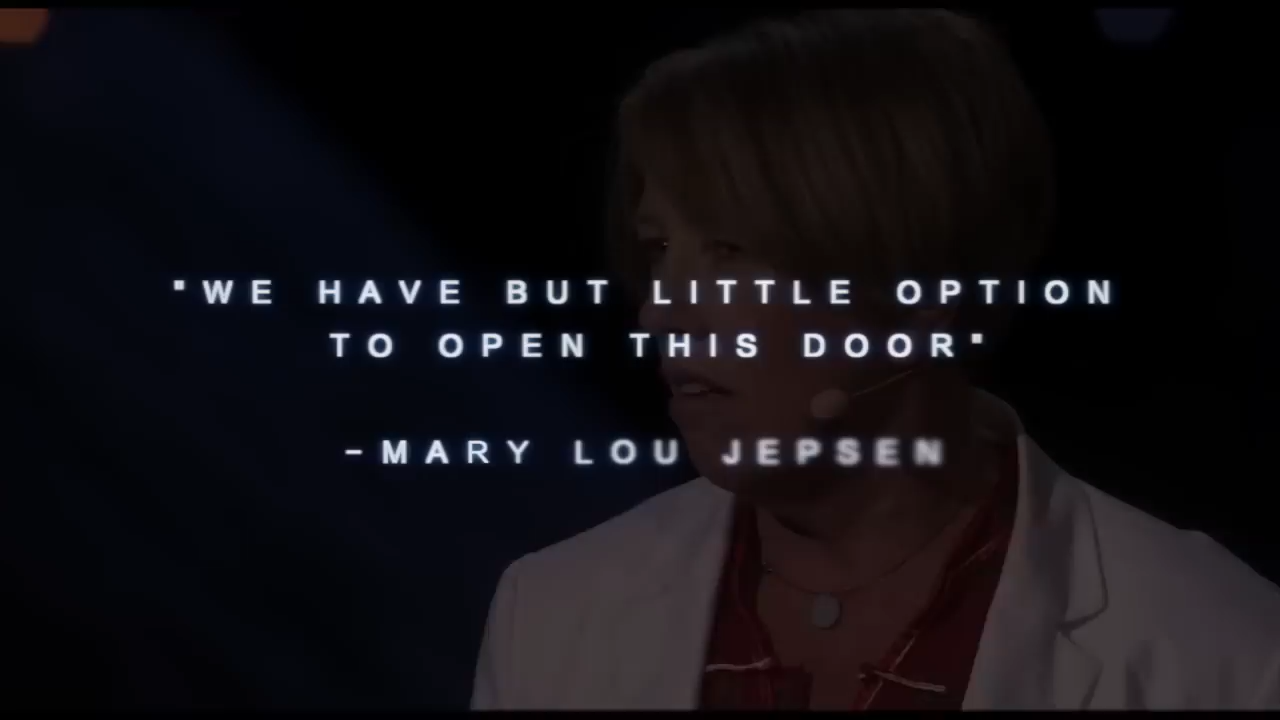 "WE HAVE BUT LITTLE OPTION
TO OPEN THIS DOOR"
-MARY LOU JEPSEN